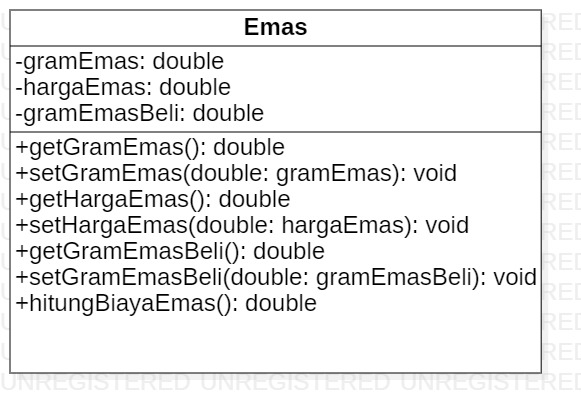 Emas
-gramEmas: double
-hargaEmas: double
-gramEmasBeli: double
+getGramEmas(): double
+setGramEmas(double: gramEmas): void
+getHargaEmas(): double
+setHargaEmas(double: hargaEmas): void
+getGramEmasBeli(): double
+setGramEmasBeli(double: gramEmasBeli): void
+hitungBiayaEmas(): double
UNREGISTERED UNREGISTERED UNREGISTERED